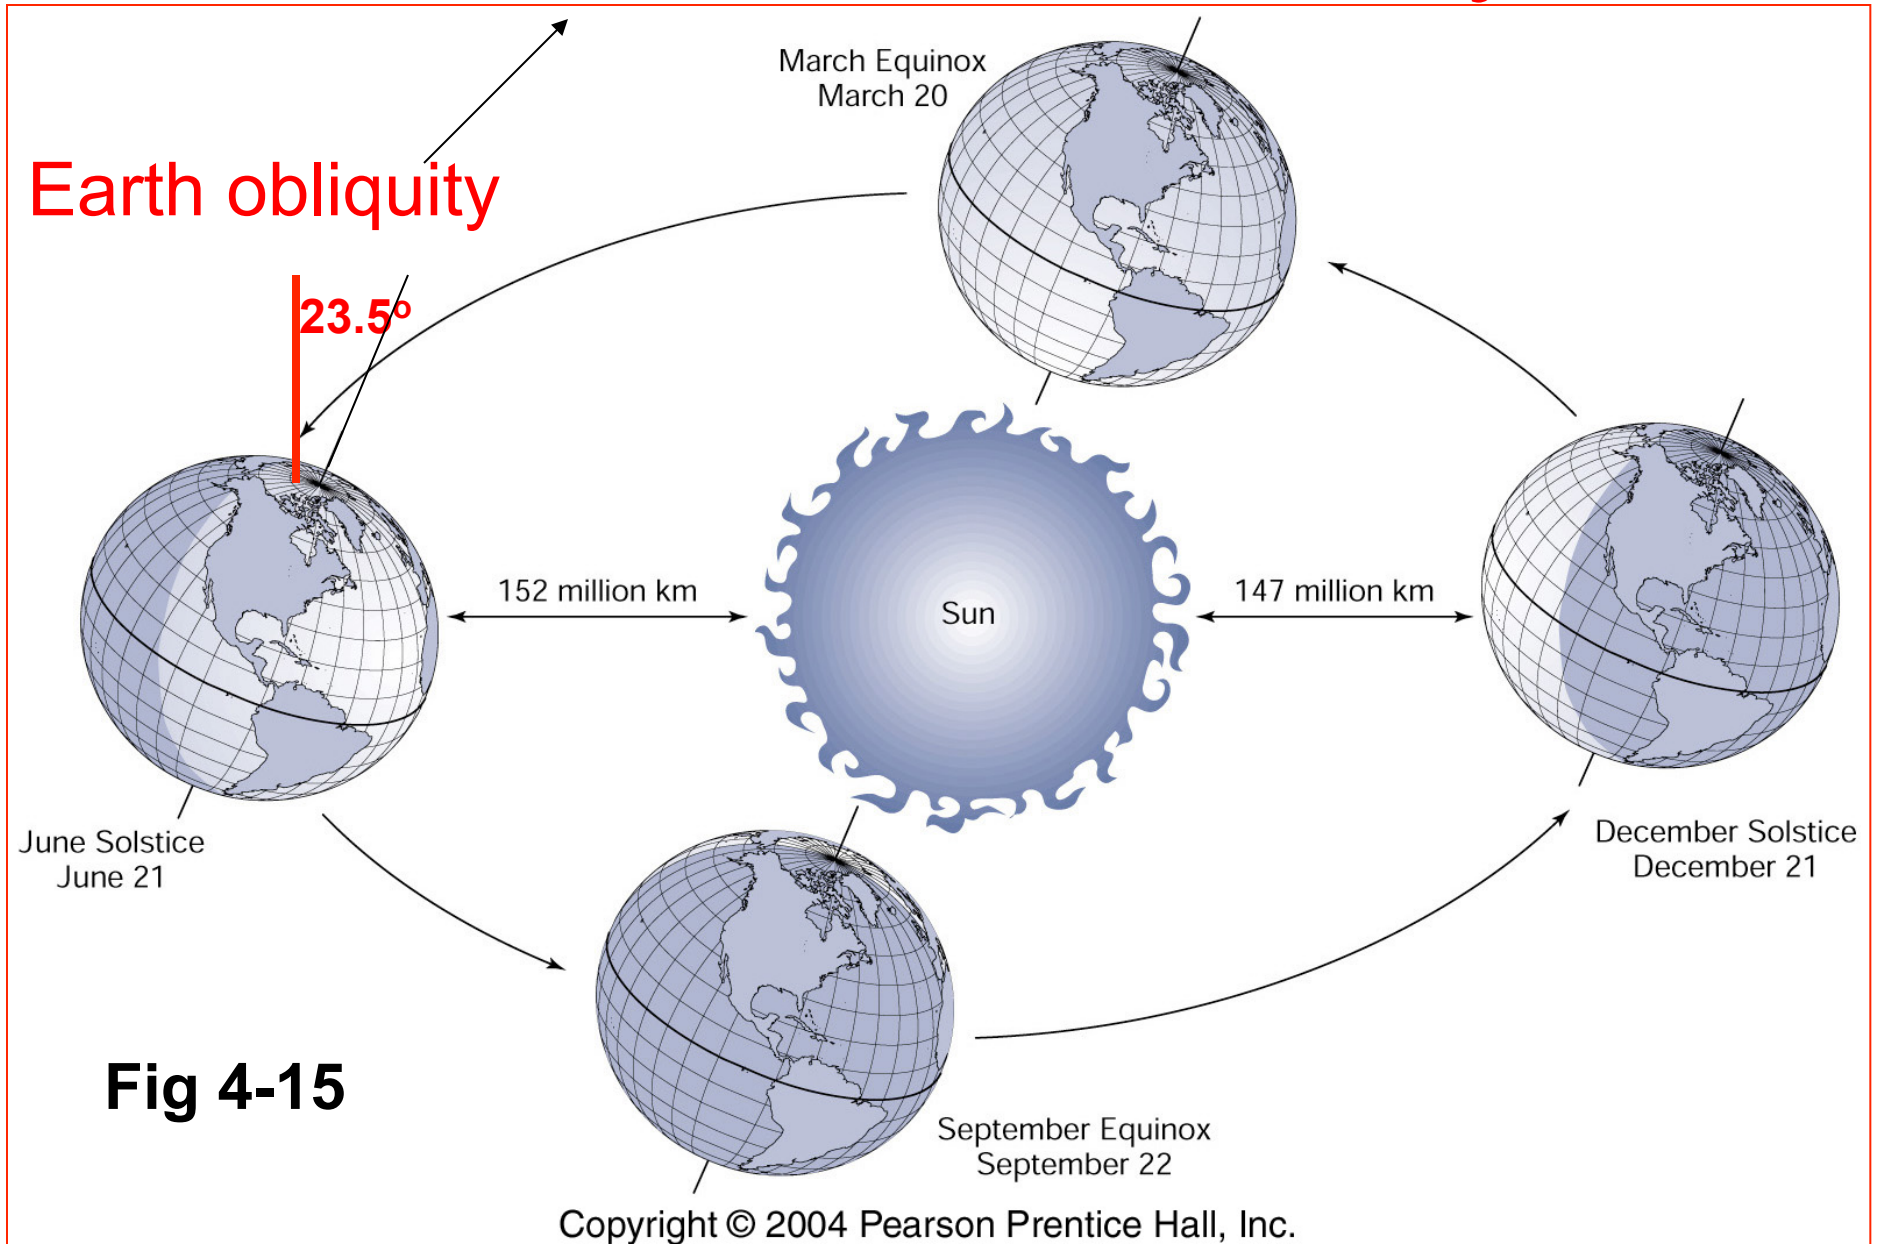 March Equinox
March 20
Earth obliquity
23.5º
152 million km
Sun
147 million km
June Solstice
June 21
December Solstice
December 21
Fig 4-15
September Equinox
September 22
Copyright © 2004 Pearson Prentice Hall, Inc.